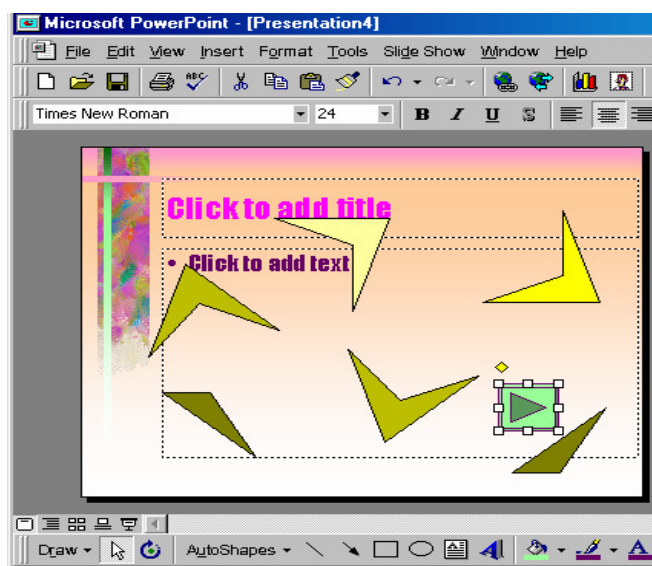 Microsoft PowerPoint - [Presentation4]
File Edit View Insert Format Tools Slide Show Window Help
ABC
Times New Roman 24 B I U S
Click to add title
• Click to add text
Draw AutoShapes A A